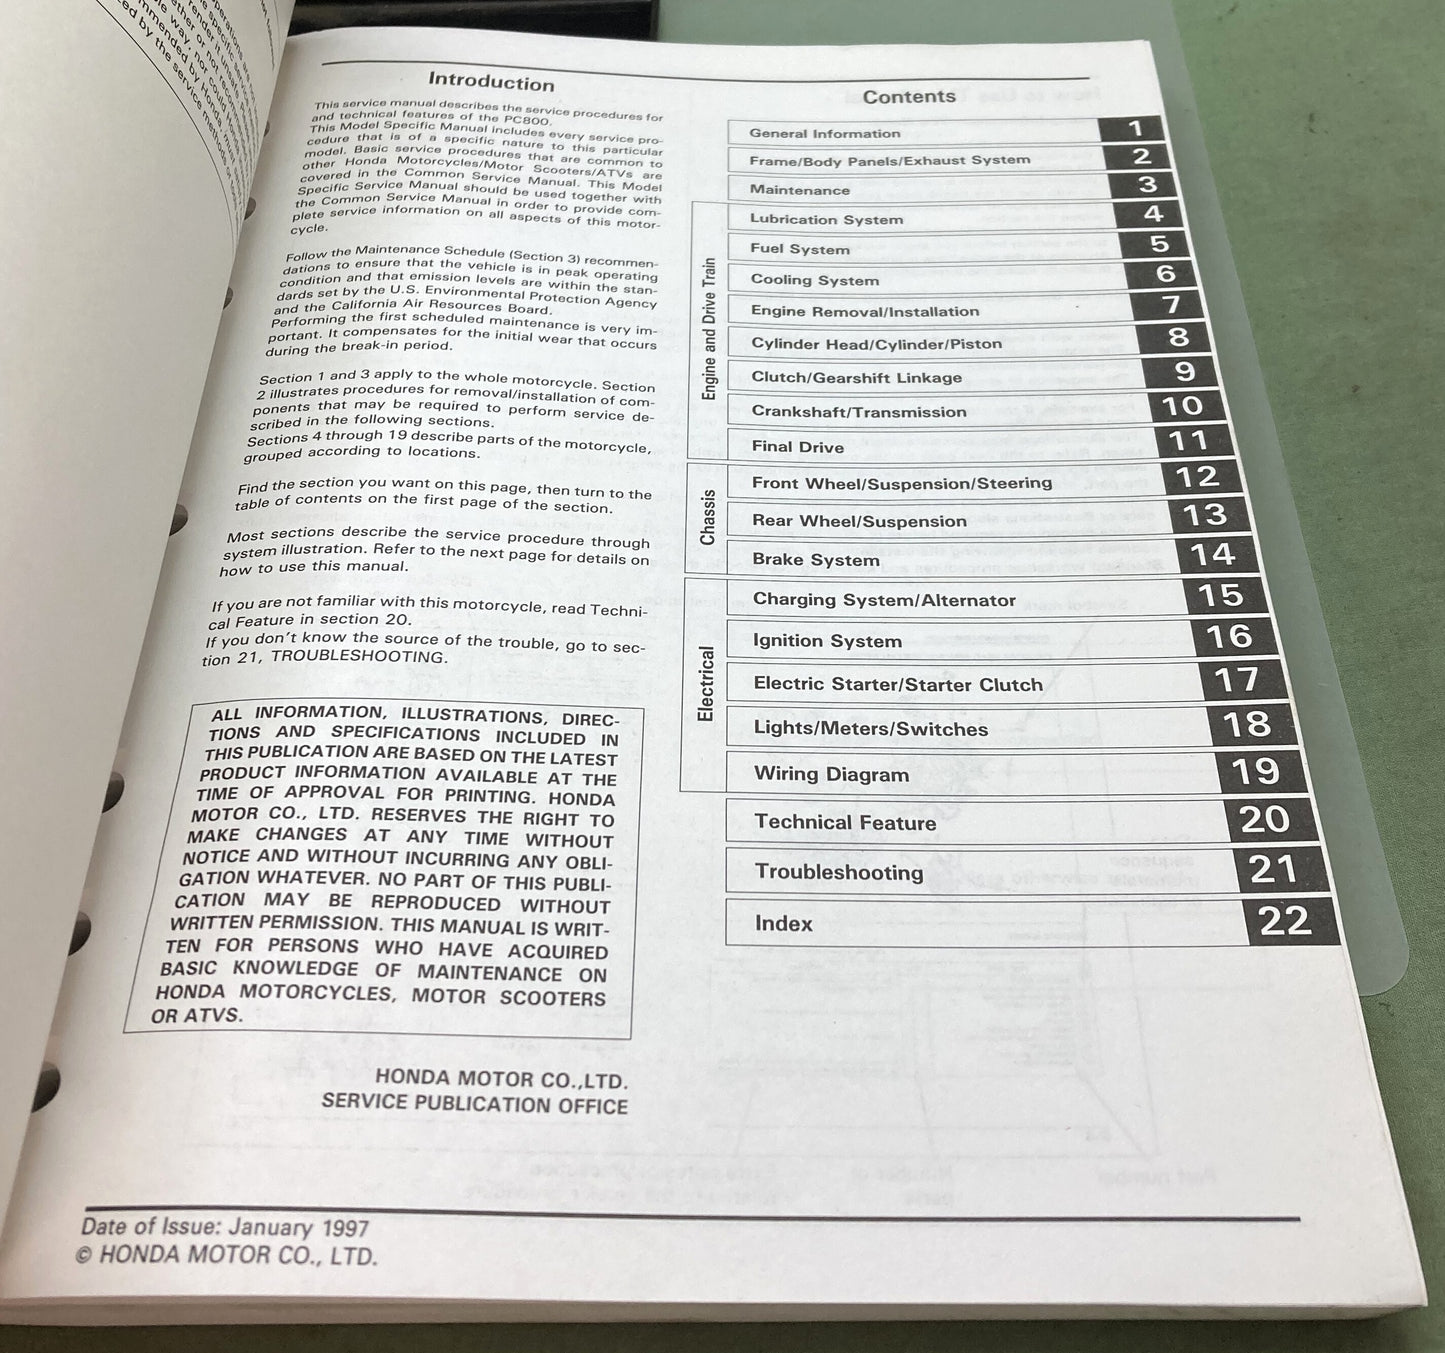 Introduction
This service manual describes the service procedures for
and technical features of the PC800.
This Model Specific Manual includes every service pro-
cedure that is of a specific nature to this particular
model. Basic service procedures that are common to
other Honda Motorcycles/Motor Scooters/ATVs are
covered in the Common Service Manual. This Model
Specific Service Manual should be used together with
the Common Service Manual in order to provide com-
plete service information on all aspects of this motor-
cycle.
Follow the Maintenance Schedule (Section 3) recommen-
dations to ensure that the vehicle is in peak operating
condition and that emission levels are within the stan-
dards set by the U.S. Environmental Protection Agency
and the California Air Resources Board.
Performing the first scheduled maintenance is very im-
portant. It compensates for the initial wear that occurs
during the break-in period.
Section 1 and 3 apply to the whole motorcycle. Section
2 illustrates procedures for removal/installation of com-
ponents that may be required to perform service de-
scribed in the following sections.
Sections 4 through 19 describe parts of the motorcycle,
grouped according to locations.
Find the section you want on this page, then turn to the
table of contents on the first page of the section.
Most sections describe the service procedure through
system illustration. Refer to the next page for details on
how to use this manual.
If you are not familiar with this motorcycle, read Techni-
cal Feature in section 20.
If you don't know the source of the trouble, go to sec-
tion 21, TROUBLESHOOTING.
ALL INFORMATION, ILLUSTRATIONS, DIREC-
TIONS AND SPECIFICATIONS INCLUDED IN
THIS PUBLICATION ARE BASED ON THE LATEST
PRODUCT INFORMATION AVAILABLE AT THE
TIME OF APPROVAL FOR PRINTING. HONDA
MOTOR CO., LTD. RESERVES THE RIGHT TO
MAKE CHANGES AT ANY TIME WITHOUT
NOTICE AND WITHOUT INCURRING ANY OBLI-
GATION WHATEVER. NO PART OF THIS PUBLI-
CATION MAY BE REPRODUCED WITHOUT
WRITTEN PERMISSION. THIS MANUAL IS WRIT-
TEN FOR PERSONS WHO HAVE ACQUIRED
BASIC KNOWLEDGE OF MAINTENANCE ON
HONDA MOTORCYCLES, MOTOR SCOOTERS
OR ATVS.
HONDA MOTOR CO.,LTD.
SERVICE PUBLICATION OFFICE
Contents
General Information 1
Frame/Body Panels/Exhaust System 2
Maintenance 3
Engine and Drive Train
Lubrication System 4
Fuel System 5
Cooling System 6
Engine Removal/Installation 7
Cylinder Head/Cylinder/Piston 8
Clutch/Gearshift Linkage 9
Crankshaft/Transmission 10
Final Drive 11
Chassis
Front Wheel/Suspension/Steering 12
Rear Wheel/Suspension 13
Brake System 14
Electrical
Charging System/Alternator 15
Ignition System 16
Electric Starter/Starter Clutch 17
Lights/Meters/Switches 18
Wiring Diagram 19
Technical Feature 20
Troubleshooting 21
Index 22
Date of Issue: January 1997
© HONDA MOTOR CO., LTD.